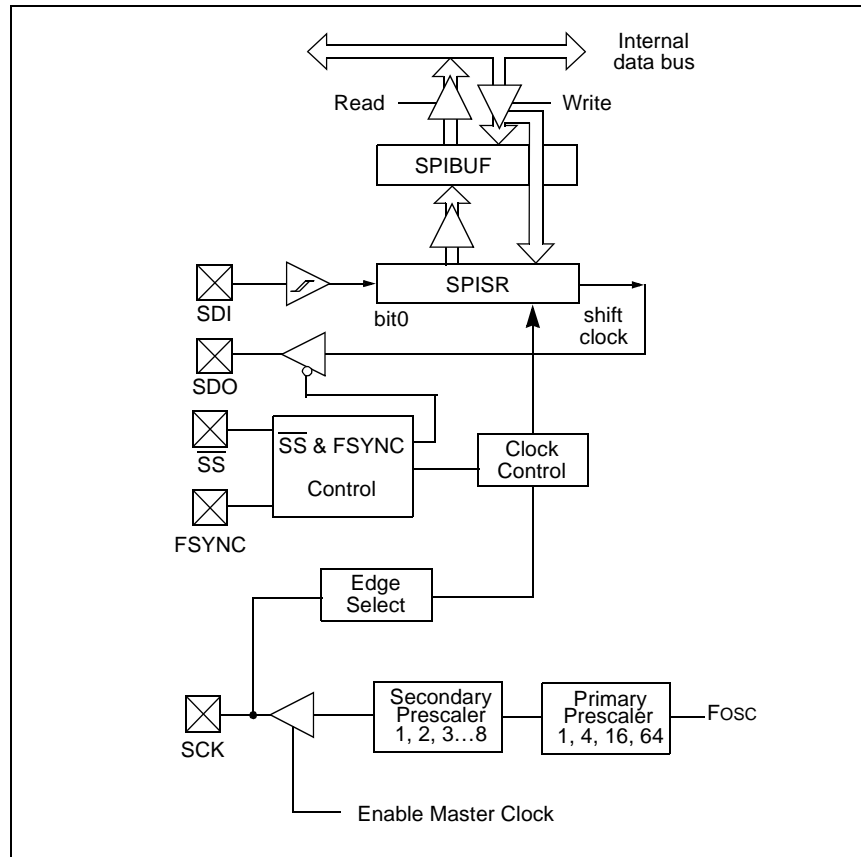 Internal
data bus
Read
Write
SPIBUF
SPISR
SDI
bit0
shift
clock
SDO
SS
SS & FSYNC
Control
Clock
Control
FSYNC
Edge
Select
Secondary
Prescaler
1, 2, 3...8
Primary
Prescaler
1, 4, 16, 64
FOSC
SCK
Enable Master Clock